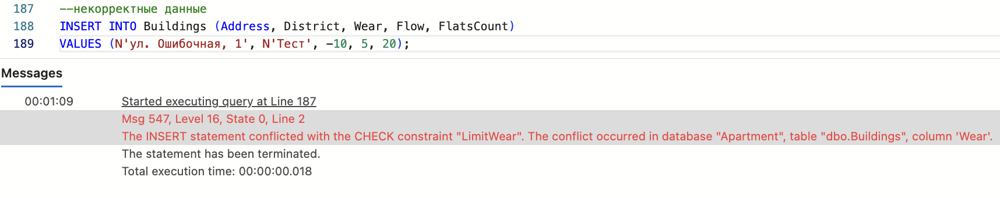 187 --некорректные данные
188 INSERT INTO Buildings (Address, District, Wear, Flow, FlatsCount)
189 VALUES (N'ул. Ошибочная, 1', N'Тест', -10, 5, 20);
Messages
00:01:09 Started executing query at Line 187
Msg 547, Level 16, State 0, Line 2
The INSERT statement conflicted with the CHECK constraint "LimitWear". The conflict occurred in database "Apartment", table "dbo.Buildings", column 'Wear'.
The statement has been terminated.
Total execution time: 00:00:00.018